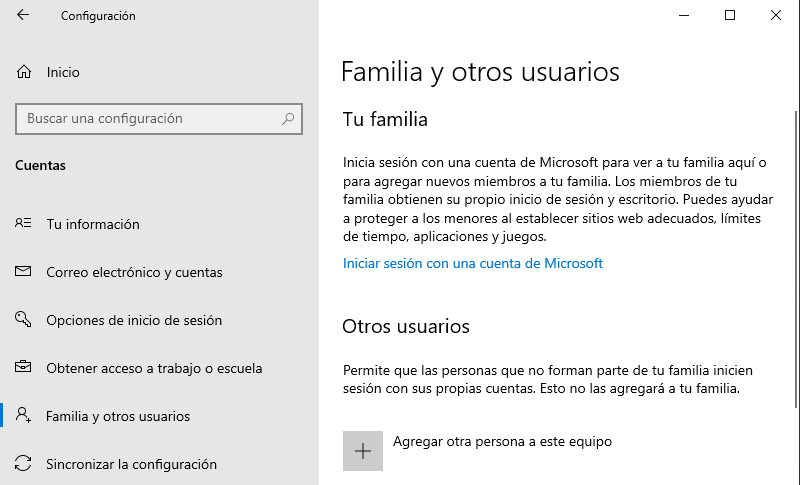 Configuración
Inicio
Buscar una configuración
Cuentas
Tu información
Correo electrónico y cuentas
Opciones de inicio de sesión
Obtener acceso a trabajo o escuela
Familia y otros usuarios
Sincronizar la configuración
Familia y otros usuarios
Tu familia
Inicia sesión con una cuenta de Microsoft para ver a tu familia aquí o
para agregar nuevos miembros a tu familia. Los miembros de tu
familia obtienen su propio inicio de sesión y escritorio. Puedes ayudar
a proteger a los menores al establecer sitios web adecuados, límites
de tiempo, aplicaciones y juegos.
Iniciar sesión con una cuenta de Microsoft
Otros usuarios
Permite que las personas que no forman parte de tu familia inicien
sesión con sus propias cuentas. Esto no las agregará a tu familia.
Agregar otra persona a este equipo